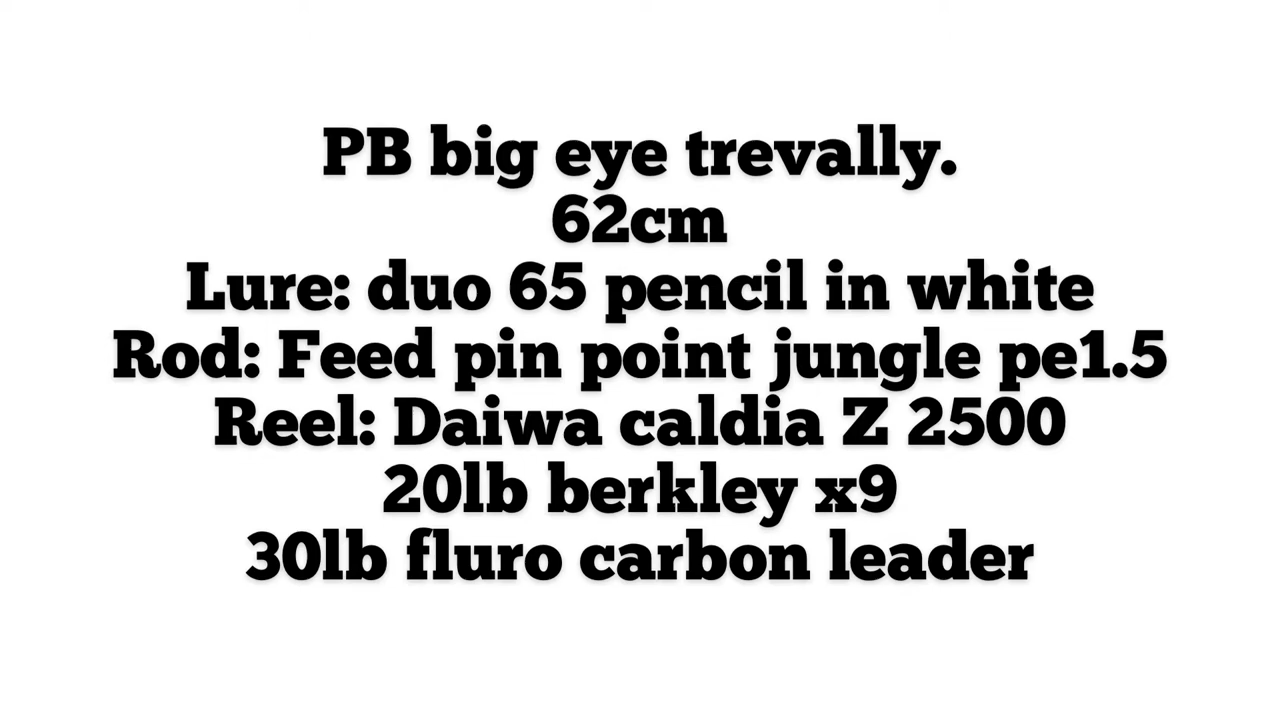 PB big eye trevally.
62cm
Lure: duo 65 pencil in white
Rod: Feed pin point jungle pe1.5
Reel: Daiwa caldia Z 2500
20lb berkley x9
30lb fluro carbon leader